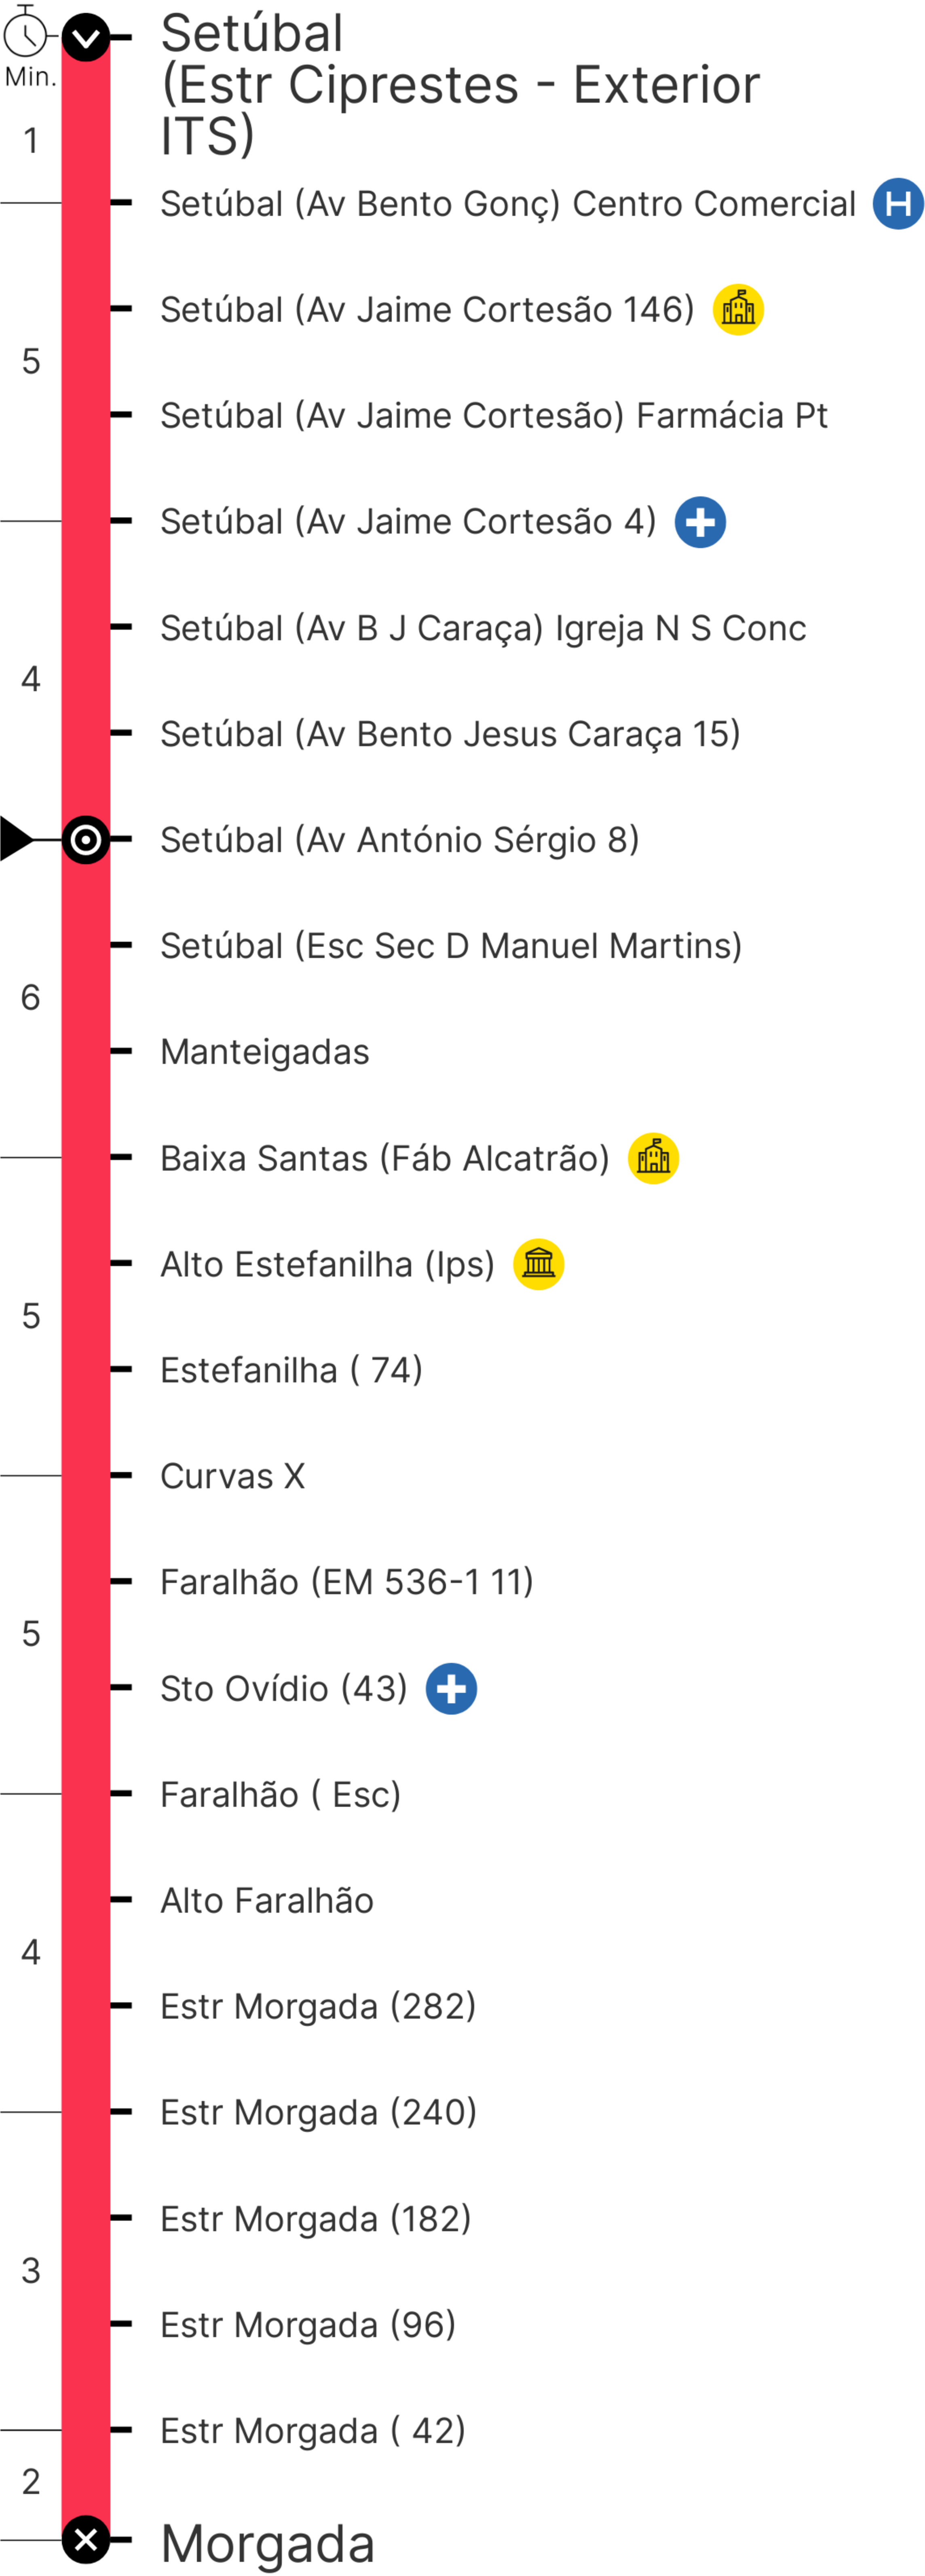 Setúbal
(Estr Ciprestes - Exterior
ITS)
Min.
1
Setúbal (Av Bento Gonç) Centro Comercial H
Setúbal (Av Jaime Cortesão 146)
5
Setúbal (Av Jaime Cortesão) Farmácia Pt
Setúbal (Av Jaime Cortesão 4)
Setúbal (Av B J Caraça) Igreja N S Conc
4
Setúbal (Av Bento Jesus Caraça 15)
Setúbal (Av António Sérgio 8)
Setúbal (Esc Sec D Manuel Martins)
6
Manteigadas
Baixa Santas (Fáb Alcatrão)
Alto Estefanilha (Ips)
5
Estefanilha ( 74)
Curvas X
Faralhão (EM 536-1 11)
5
Sto Ovídio (43)
Faralhão ( Esc)
Alto Faralhão
4
Estr Morgada (282)
Estr Morgada (240)
Estr Morgada (182)
3
Estr Morgada (96)
Estr Morgada ( 42)
2
Morgada